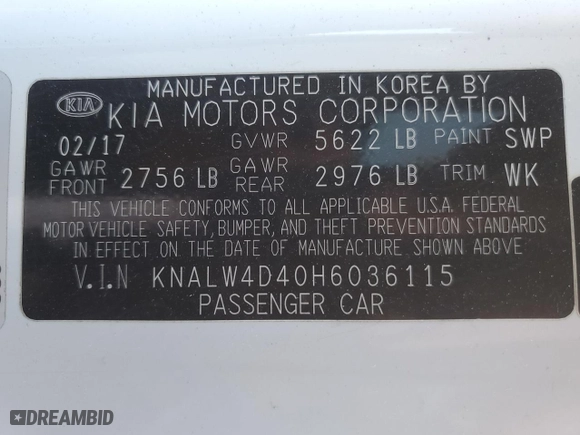 MANUFACTURED IN KOREA BY
KIA KIA MOTORS CORPORATION
02/17 GVWR 5622 LB PAINT SWP
GAWR FRONT 2756 LB GAWR REAR 2976 LB TRIM WK
THIS VEHICLE CONFORMS TO ALL APPLICABLE U.S.A. FEDERAL
MOTOR VEHICLE SAFETY, BUMPER, AND THEFT PREVENTION STANDARDS
IN EFFECT ON THE DATE OF MANUFACTURE SHOWN ABOVE
V.I.N KNALW4D40H6036115
PASSENGER CAR
DREAMBID